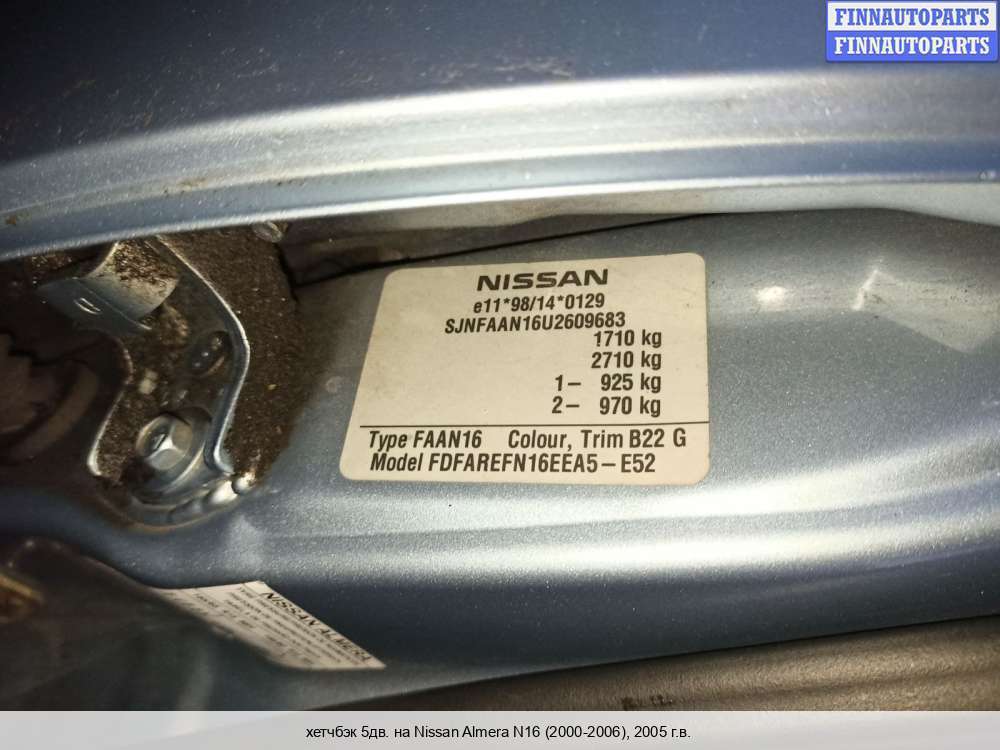 FINNAUTOPARTS
FINNAUTOPARTS
NISSAN
e11*98/14*0129
SJNFAAN16U2609683
1710 kg
2710 kg
1– 925 kg
2– 970 kg
Type FAAN16 Colour, Trim B22 G
Model FDFAREFN16EEA5–E52
NISSAN ALMERA
хетчбэк 5дв. на Nissan Almera N16 (2000-2006), 2005 г.в.